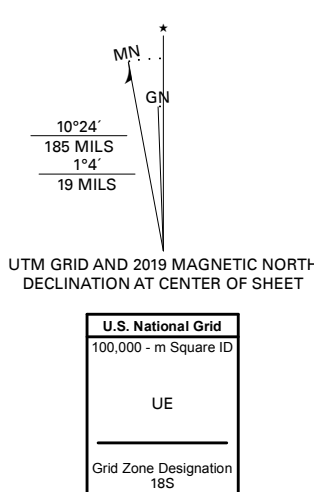 ★
MN
GN
10°24´
185 MILS
1°4´
19 MILS
UTM GRID AND 2019 MAGNETIC NORTH
DECLINATION AT CENTER OF SHEET
U.S. National Grid
100,000 - m Square ID
UE
Grid Zone Designation
18S